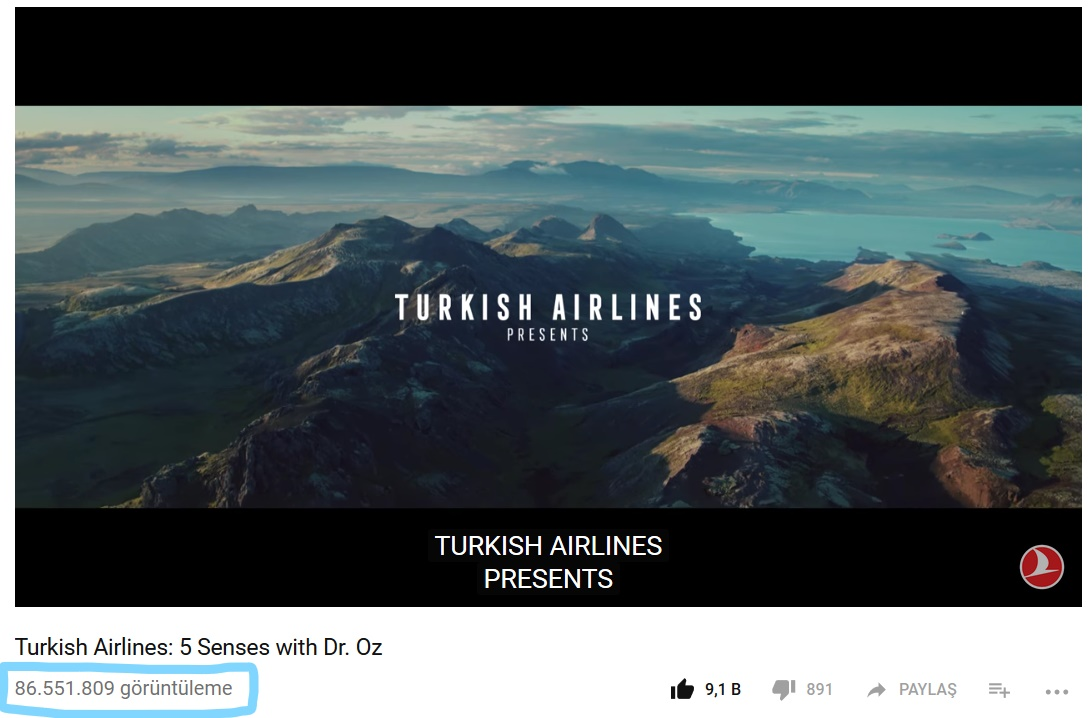 TURKISH AIRLINES
PRESENTS
TURKISH AIRLINES
PRESENTS
Turkish Airlines: 5 Senses with Dr. Oz
86.551.809 görüntüleme
9,1 B
891
PAYLAŞ